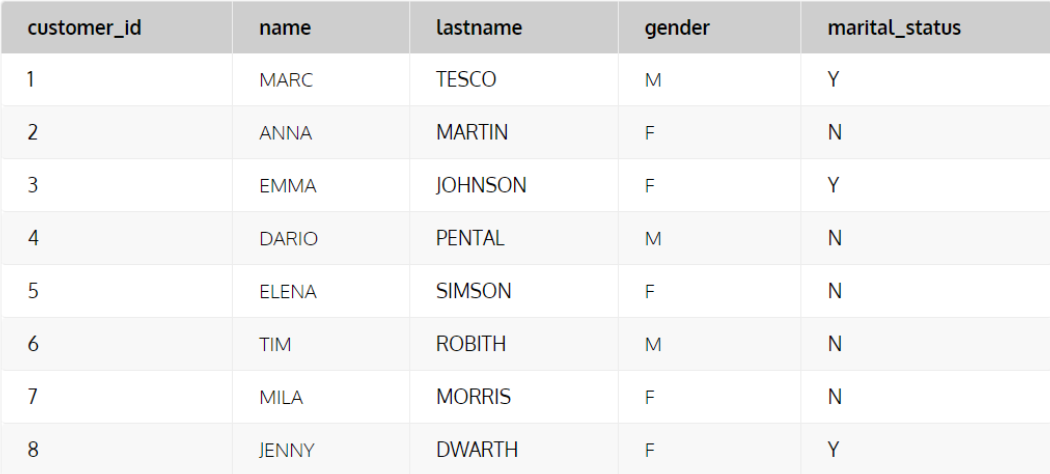 customer_id name lastname gender marital_status
1 MARC TESCO M Y
2 ANNA MARTIN F N
3 EMMA JOHNSON F Y
4 DARIO PENTAL M N
5 ELENA SIMSON F N
6 TIM ROBITH M N
7 MILA MORRIS F N
8 JENNY DWARTH F Y